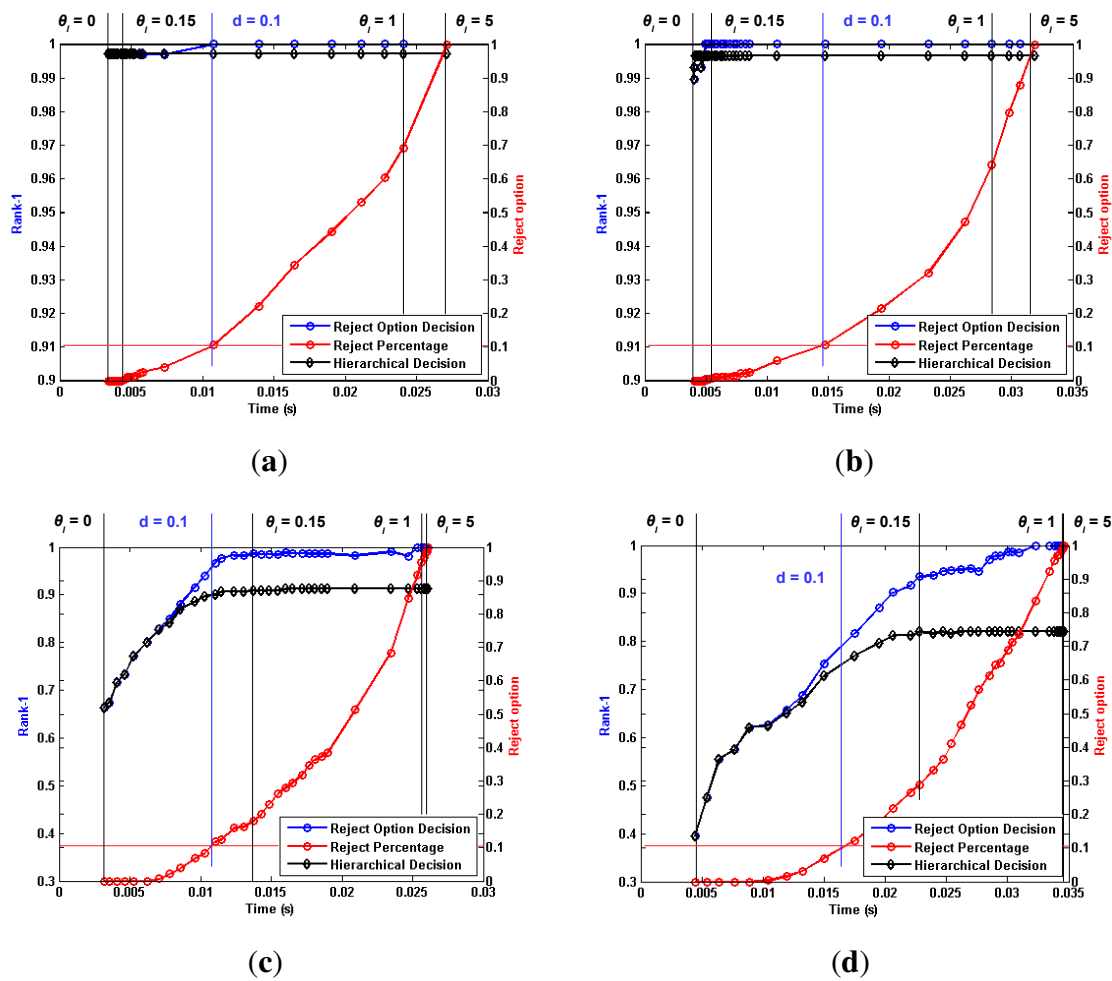 θl = 0 θl = 0.15 d = 0.1 θl = 1 θl = 5
1 0.99 0.98 0.97 0.96 0.95 0.94 0.93 0.92 0.91 0.9
Rank-1
1 0.9 0.8 0.7 0.6 0.5 0.4 0.3 0.2 0.1 0
Reject option
Reject Option Decision
Reject Percentage
Hierarchical Decision
0 0.005 0.01 0.015 0.02 0.025 0.03
Time (s)
(a)
θl = 0 θl = 0.15 d = 0.1 θl = 1 θl = 5
1 0.99 0.98 0.97 0.96 0.95 0.94 0.93 0.92 0.91 0.9
Rank-1
1 0.9 0.8 0.7 0.6 0.5 0.4 0.3 0.2 0.1 0
Reject option
Reject Option Decision
Reject Percentage
Hierarchical Decision
0 0.005 0.01 0.015 0.02 0.025 0.03 0.035
Time (s)
(b)
θl = 0 d = 0.1 θl = 0.15 θl = 1 θl = 5
1 0.9 0.8 0.7 0.6 0.5 0.4 0.3
Rank-1
1 0.9 0.8 0.7 0.6 0.5 0.4 0.3 0.2 0.1 0
Reject option
Reject Option Decision
Reject Percentage
Hierarchical Decision
0 0.005 0.01 0.015 0.02 0.025 0.03
Time (s)
(c)
θl = 0 d = 0.1 θl = 0.15 θl = 1 θl = 5
1 0.9 0.8 0.7 0.6 0.5 0.4 0.3
Rank-1
1 0.9 0.8 0.7 0.6 0.5 0.4 0.3 0.2 0.1 0
Reject option
Reject Option Decision
Reject Percentage
Hierarchical Decision
0 0.005 0.01 0.015 0.02 0.025 0.03 0.035
Time (s)
(d)